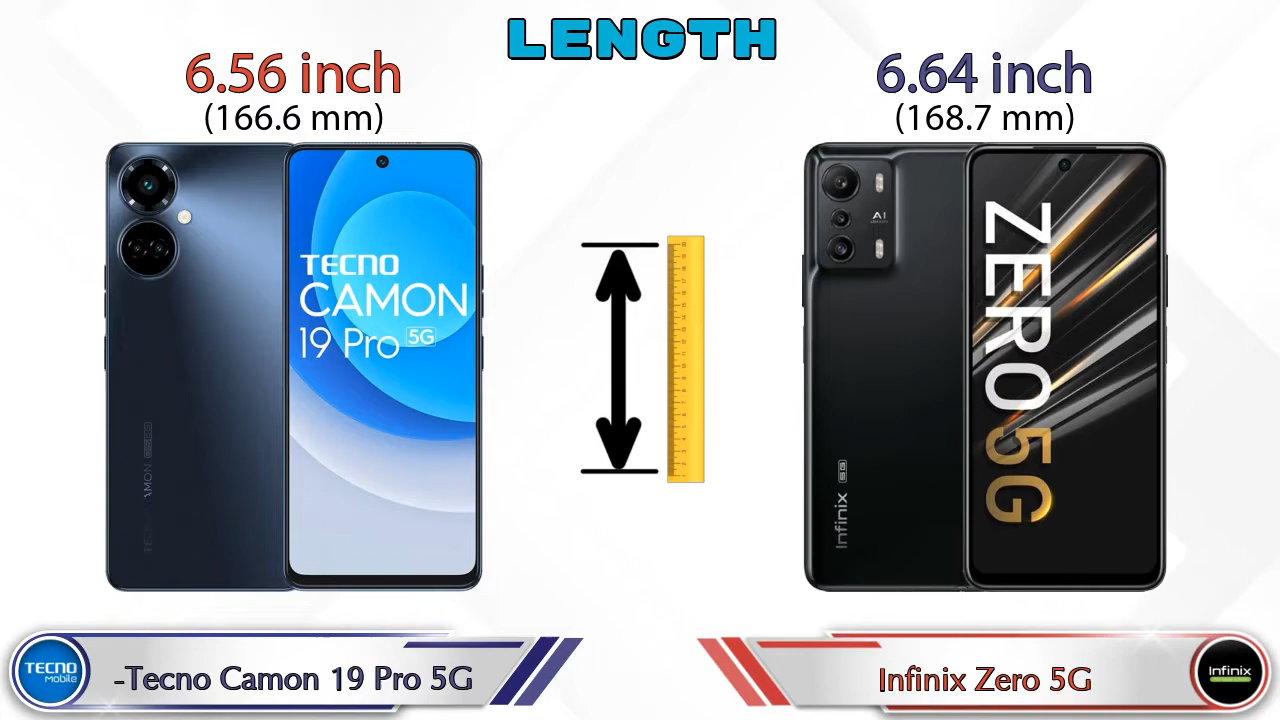 LENGTH
6.56 inch
(166.6 mm)
6.64 inch
(168.7 mm)
TECNO
CAMON
19 Pro 5G
AI
ZERO 5G
Infinix 5G
TECNO
mobile
-Tecno Camon 19 Pro 5G
Infinix Zero 5G
Infinix